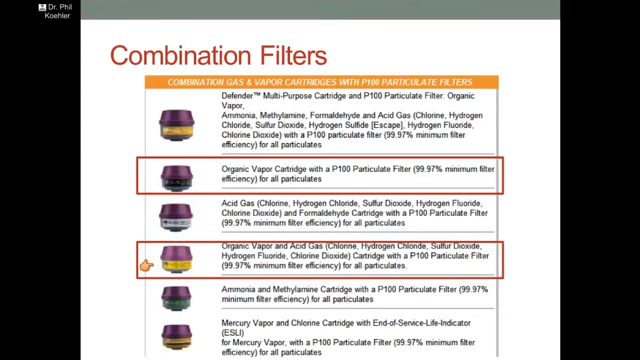 Dr. Phil
Koehler
Combination Filters
COMBINATION GAS & VAPOR CARTRIDGES WITH P100 PARTICULATE FILTERS
Defender™ Multi-Purpose Cartridge and P100 Particulate Filter: Organic
Vapor,
Ammonia, Methylamine, Formaldehyde and Acid Gas (Chlorine, Hydrogen
Chloride, Sulfur Dioxide, Hydrogen Sulfide [Escape], Hydrogen Fluoride,
Chlorine Dioxide) with a P100 particulate filter (99.97% minimum filter
efficiency) for all particulates
Organic Vapor Cartridge with a P100 Particulate Filter (99.97% minimum filter
efficiency) for all particulates
Acid Gas (Chlorine, Hydrogen Chloride, Sulfur Dioxide, Hydrogen Fluoride,
Chlorine Dioxide) and Formaldehyde Cartridge with a P100 Particulate Filter
(99.97% minimum filter efficiency) for all particulates
Organic Vapor and Acid Gas (Chlorine, Hydrogen Chloride, Sulfur Dioxide,
Hydrogen Fluoride, Chlorine Dioxide) Cartridge with a P100 Particulate Filter
(99.97% minimum filter efficiency) for all particulates.
Ammonia and Methylamine Cartridge with a P100 Particulate Filter (99.97%
minimum filter efficiency) for all particulates
Mercury Vapor and Chlorine Cartridge with End-of-Service-Life-Indicator
(ESLI)
for Mercury Vapor, with a P100 Particulate Filter (99.97% minimum filter
efficiency) for all particulates